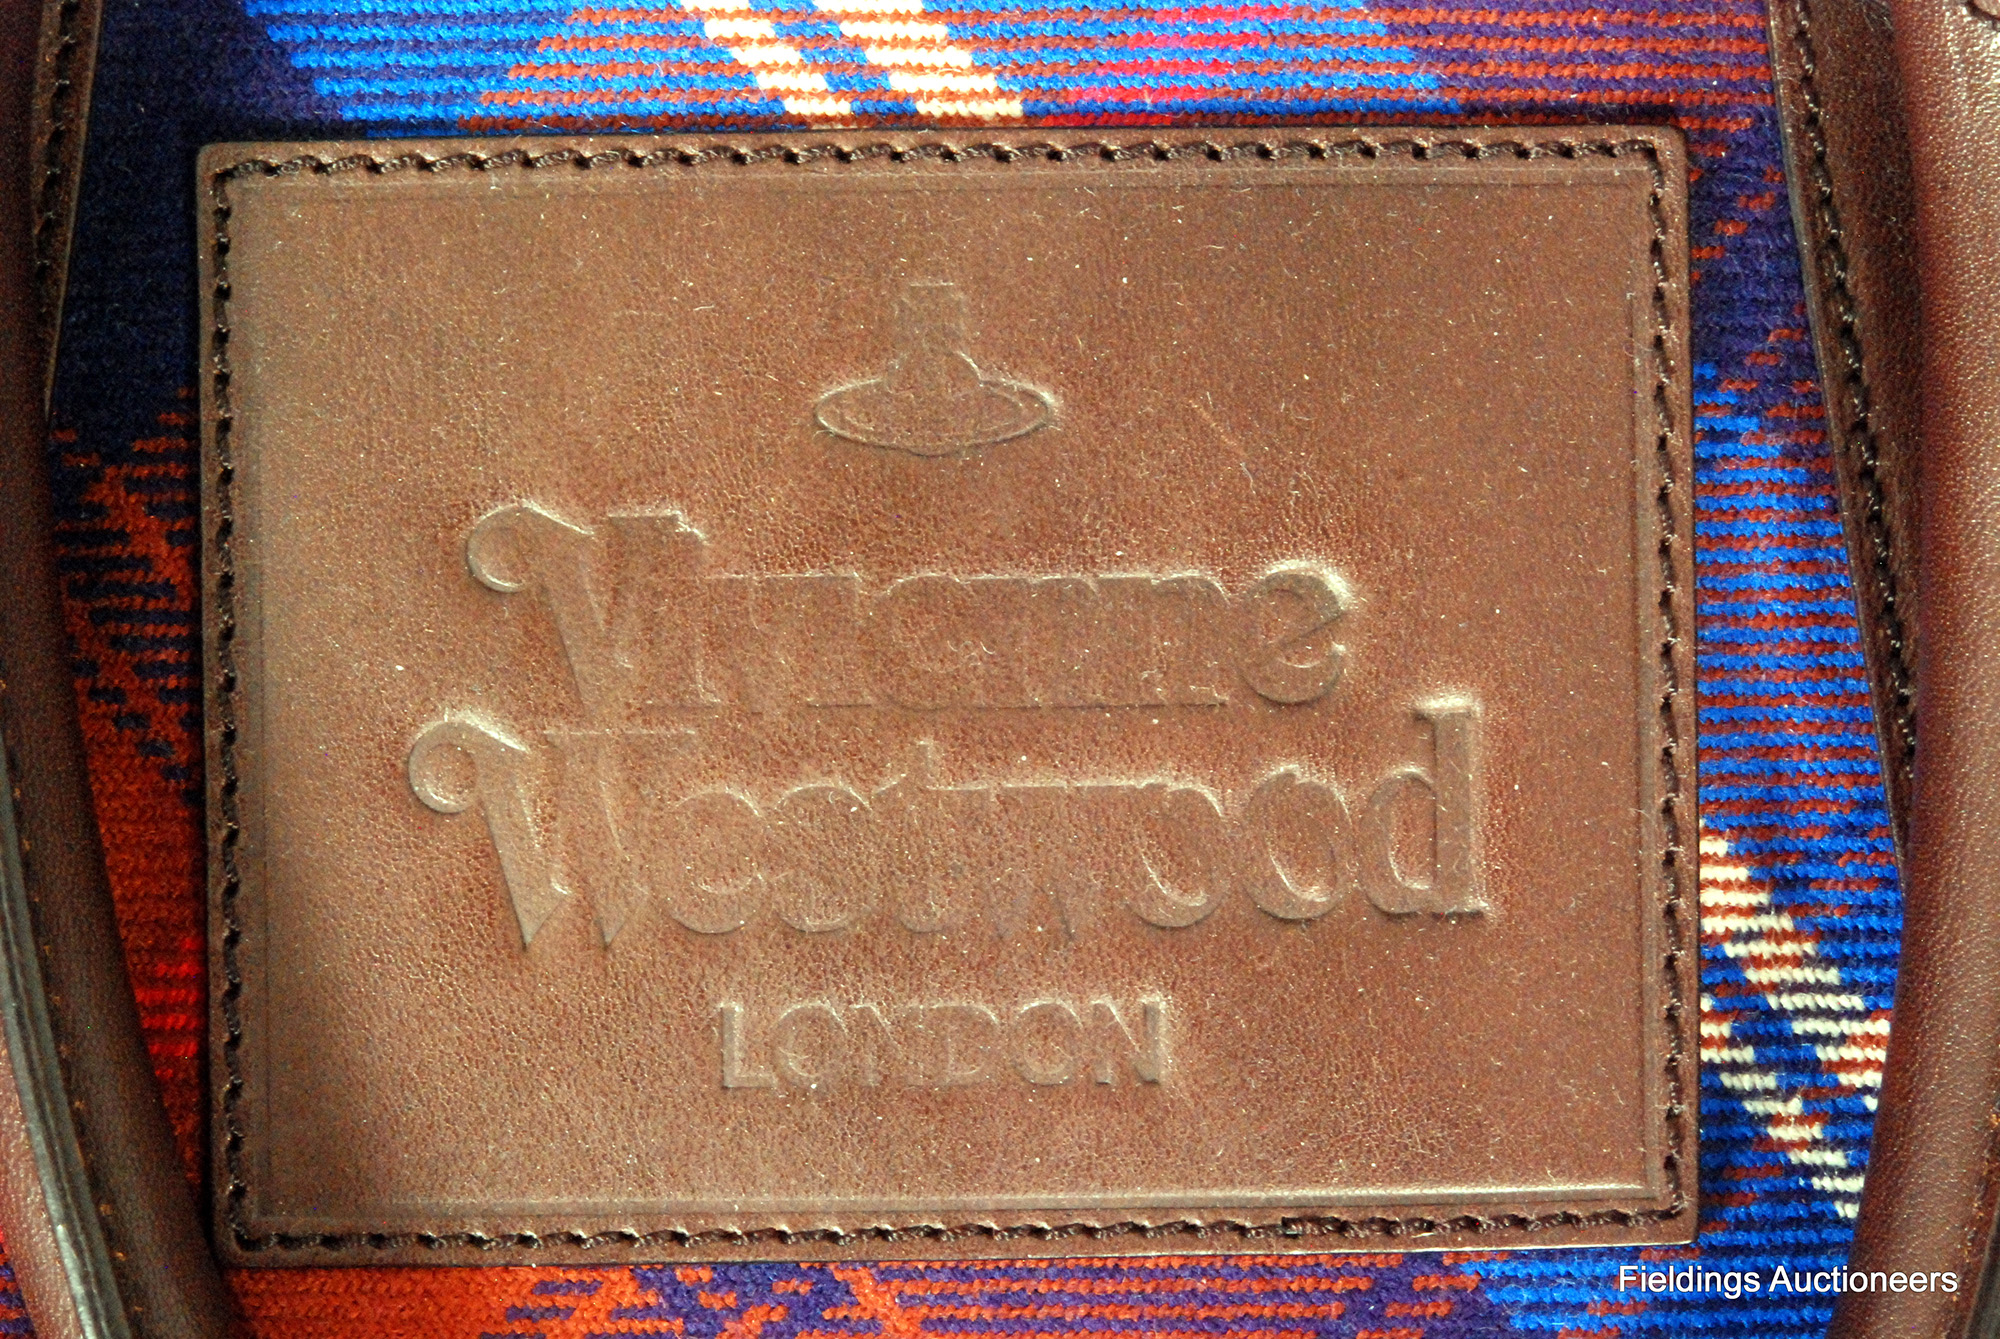 Vivienne
Westwood
LONDON
Fieldings Auctioneers